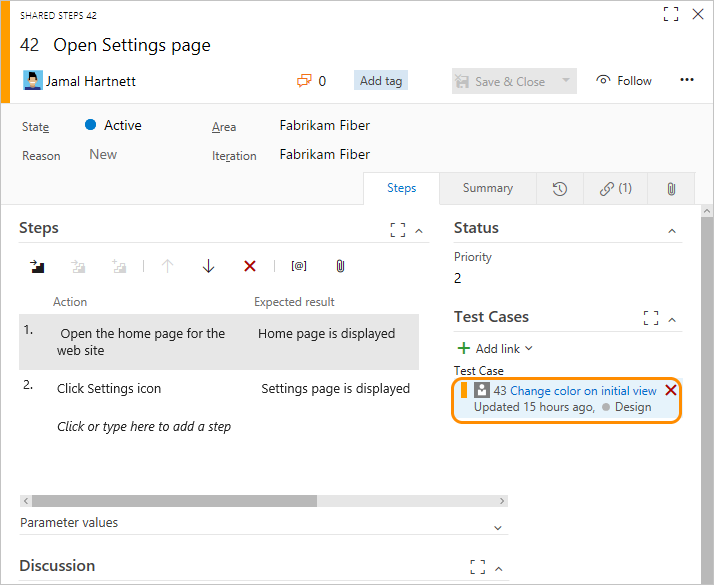 SHARED STEPS 42
42 Open Settings page
Jamal Hartnett
0
Add tag
Save & Close
Follow
State
Active
Area
Fabrikam Fiber
Reason
New
Iteration
Fabrikam Fiber
Steps
Summary
(1)
Steps
[@]
Action
Expected result
1.
Open the home page for the
web site
Home page is displayed
2.
Click Settings icon
Settings page is displayed
Click or type here to add a step
Parameter values
Discussion
Status
Priority
2
Test Cases
Add link
Test Case
43 Change color on initial view
Updated 15 hours ago,
Design